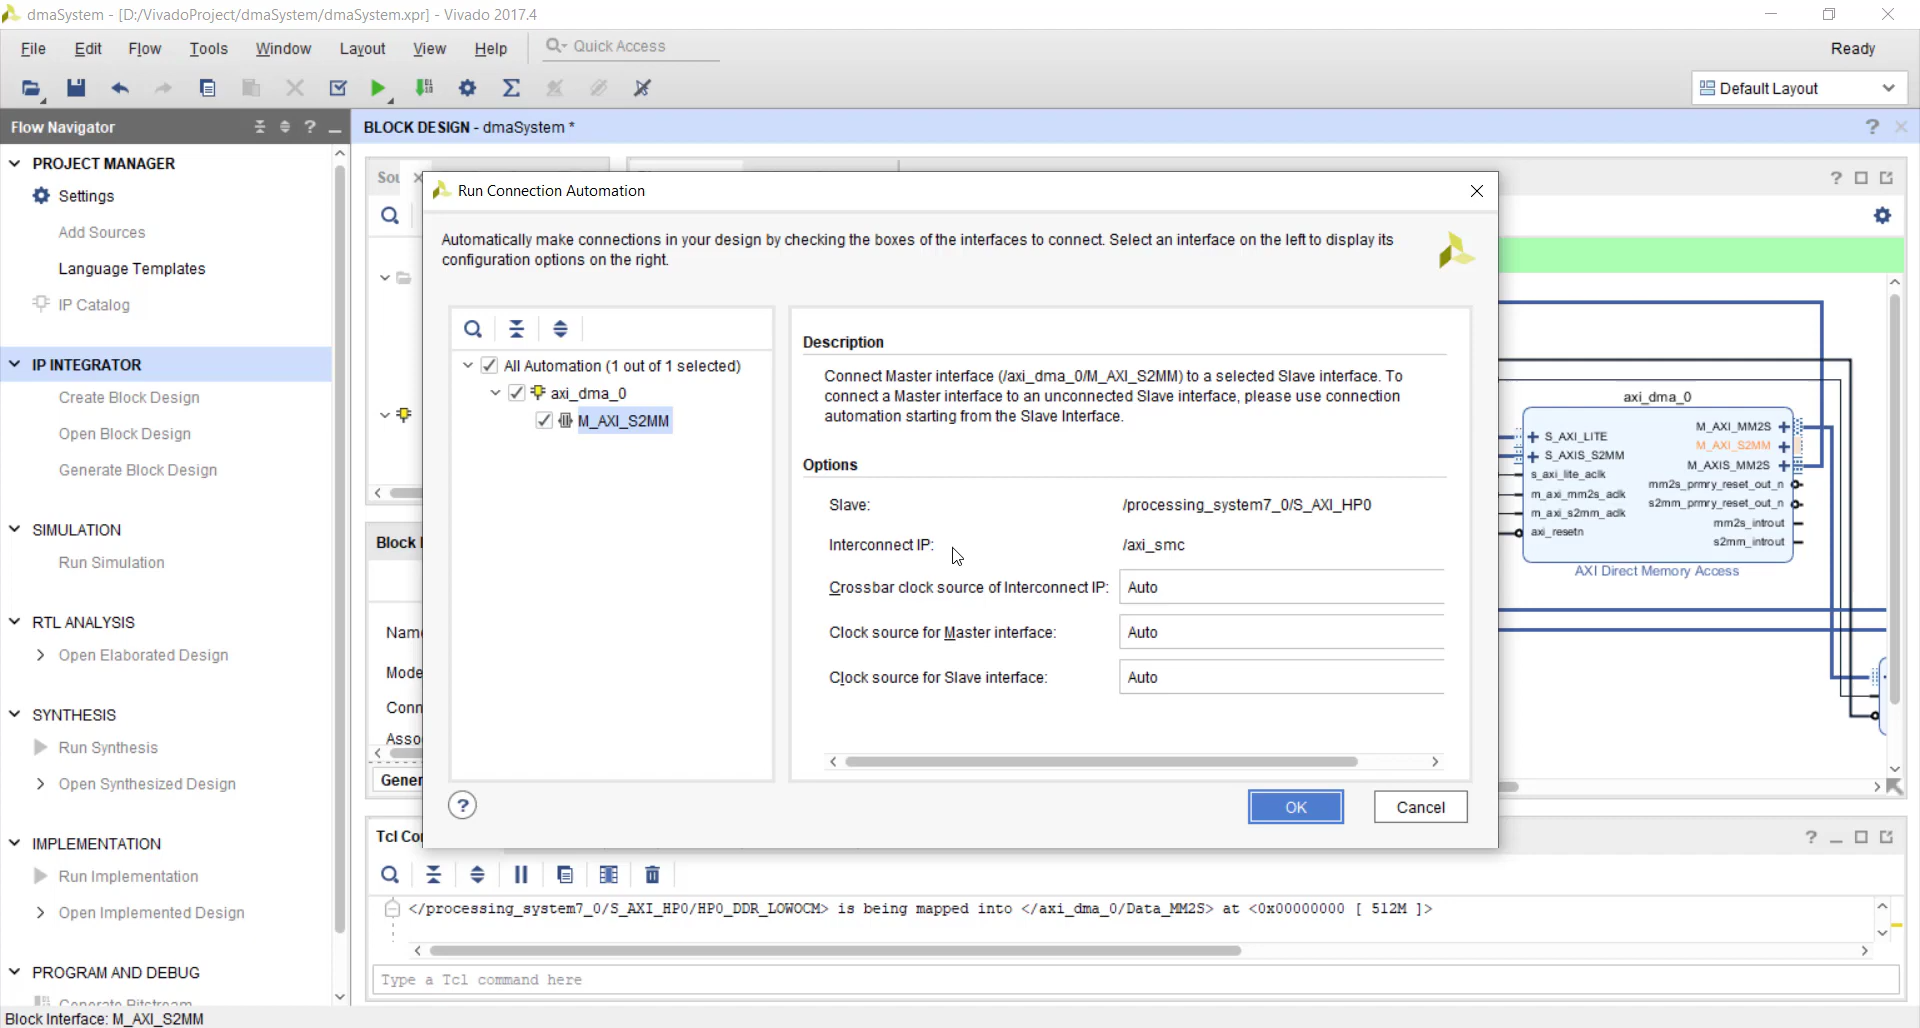 dmaSystem - [D:/VivadoProject/dmaSystem/dmaSystem.xpr] - Vivado 2017.4
File Edit Flow Tools Window Layout View Help Quick Access Ready
Default Layout
Flow Navigator
BLOCK DESIGN - dmaSystem *
PROJECT MANAGER
Settings
Add Sources
Language Templates
IP Catalog
IP INTEGRATOR
Create Block Design
Open Block Design
Generate Block Design
SIMULATION
Run Simulation
RTL ANALYSIS
Open Elaborated Design
SYNTHESIS
Run Synthesis
Open Synthesized Design
IMPLEMENTATION
Run Implementation
Open Implemented Design
PROGRAM AND DEBUG
Generate Bitstream
Sou
Block
Name
Mode
Conn
Asso
Gener
Run Connection Automation
Automatically make connections in your design by checking the boxes of the interfaces to connect. Select an interface on the left to display its
configuration options on the right.
All Automation (1 out of 1 selected)
axi_dma_0
M_AXI_S2MM
Description
Connect Master interface (/axi_dma_0/M_AXI_S2MM) to a selected Slave interface. To
connect a Master interface to an unconnected Slave interface, please use connection
automation starting from the Slave Interface.
Options
Slave: /processing_system7_0/S_AXI_HP0
Interconnect IP: /axi_smc
Crossbar clock source of Interconnect IP: Auto
Clock source for Master interface: Auto
Clock source for Slave interface: Auto
OK Cancel
axi_dma_0
S_AXI_LITE
S_AXIS_S2MM
s_axi_lite_aclk
m_axi_mm2s_aclk
m_axi_s2mm_aclk
axi_resetn
M_AXI_MM2S
M_AXI_S2MM
M_AXIS_MM2S
mm2s_prmry_reset_out_n
s2mm_prmry_reset_out_n
mm2s_introut
s2mm_introut
AXI Direct Memory Access
Tcl Co
</processing_system7_0/S_AXI_HP0/HP0_DDR_LOWOCM> is being mapped into </axi_dma_0/Data_MM2S> at <0x00000000 [ 512M ]>
Type a Tcl command here
Block Interface: M_AXI_S2MM